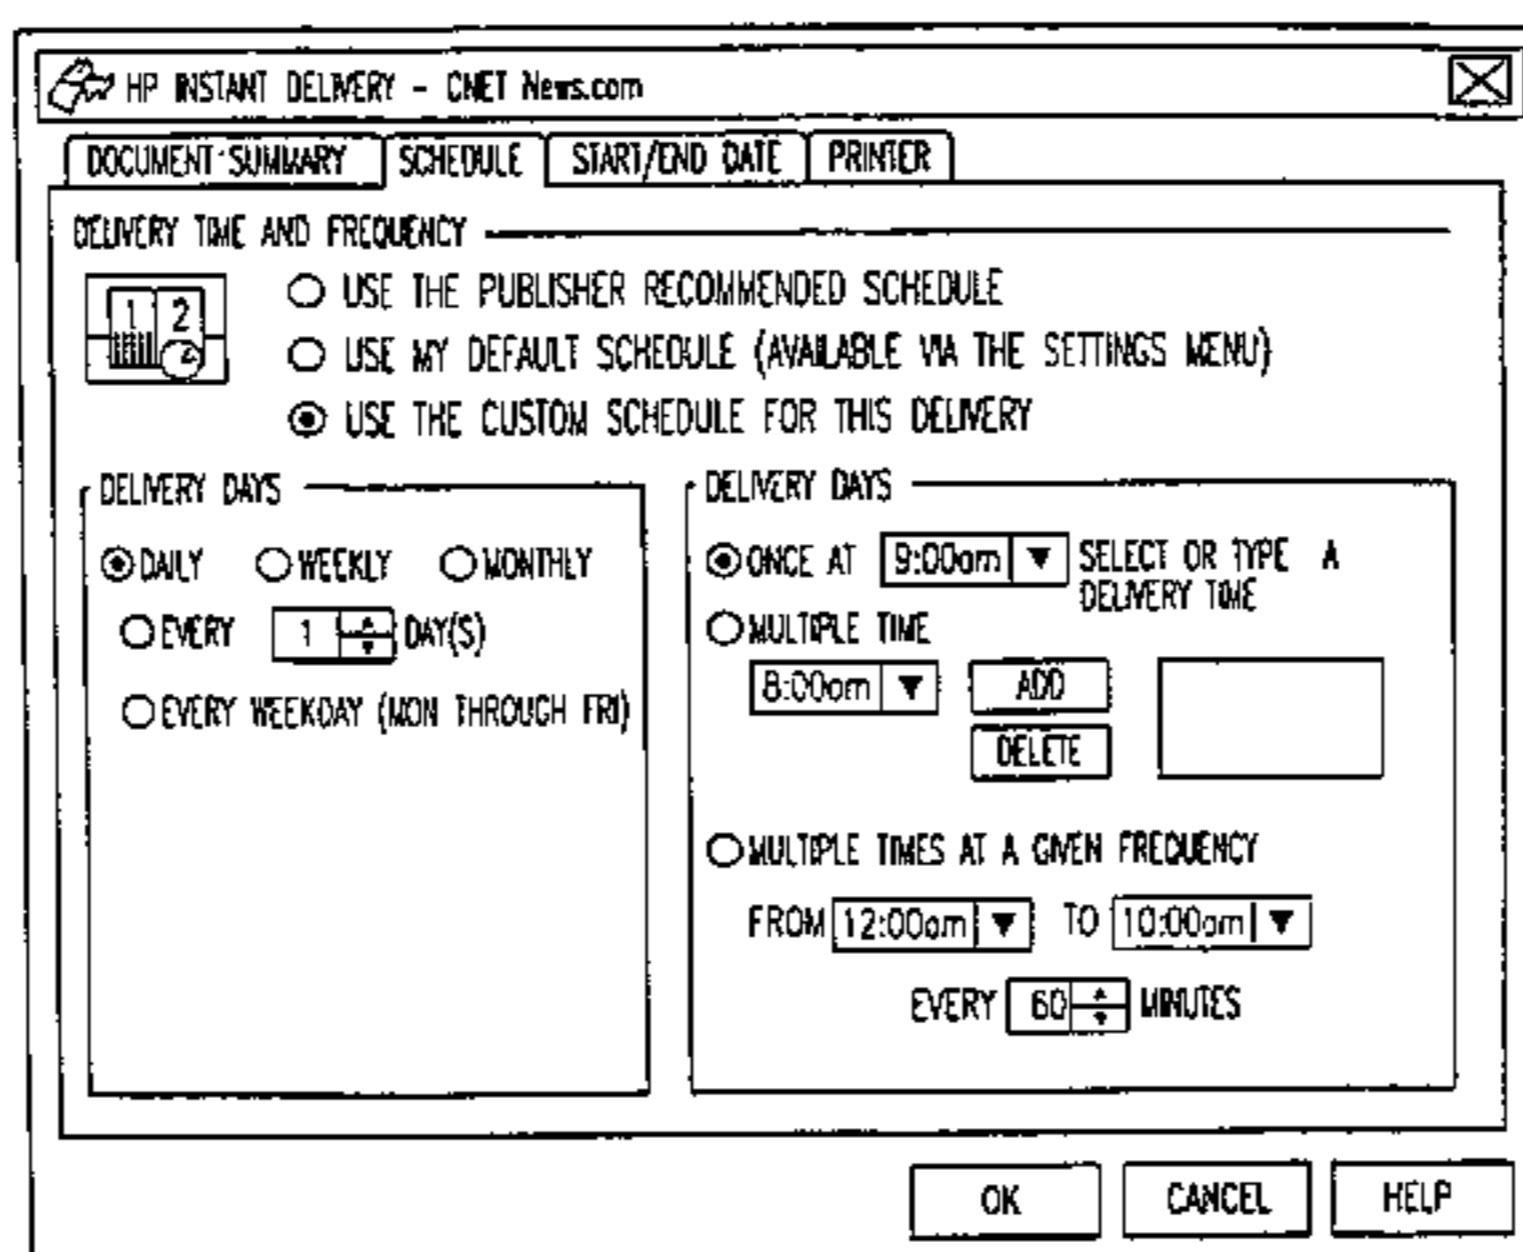 HP INSTANT DELIVERY - CNET News.com
DOCUMENT SUMMARY SCHEDULE START/END DATE PRINTER
DELIVERY TIME AND FREQUENCY
1 2
USE THE PUBLISHER RECOMMENDED SCHEDULE
USE MY DEFAULT SCHEDULE (AVAILABLE VIA THE SETTINGS MENU)
USE THE CUSTOM SCHEDULE FOR THIS DELIVERY
DELIVERY DAYS
DAILY WEEKLY MONTHLY
EVERY 1 DAY(S)
EVERY WEEKDAY (MON THROUGH FRI)
DELIVERY DAYS
ONCE AT 9:00am SELECT OR TYPE A
DELIVERY TIME
MULTIPLE TIME
8:00am ADD
DELETE
MULTIPLE TIMES AT A GIVEN FREQUENCY
FROM 12:00am TO 10:00am
EVERY 60 MINUTES
OK CANCEL HELP